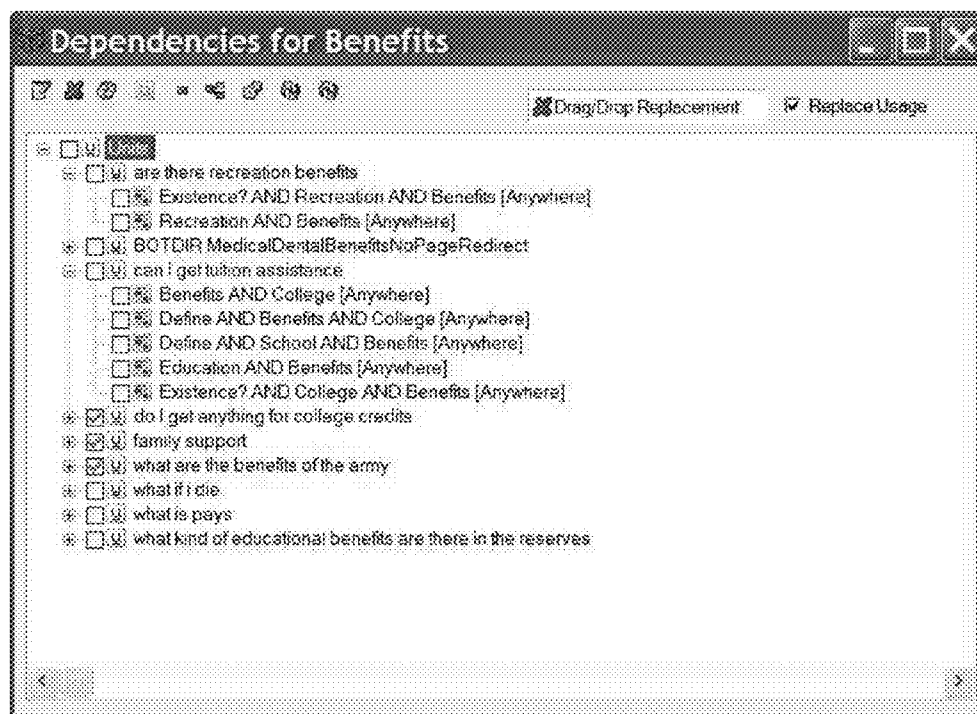 Dependencies for Benefits
Drag/Drop Replacement Replace Usage
are there recreation benefits
Existence? AND Recreation AND Benefits [Anywhere]
Recreation AND Benefits [Anywhere]
BOTDIR MedicalDentalBenefitsNoPageRedirect
can I get tuition assistance
Benefits AND College [Anywhere]
Define AND Benefits AND College [Anywhere]
Define AND School AND Benefits [Anywhere]
Education AND Benefits [Anywhere]
Existence? AND College AND Benefits [Anywhere]
do I get anything for college credits
family support
what are the benefits of the army
what if I die
what is pays
what kind of educational benefits are there in the reserves